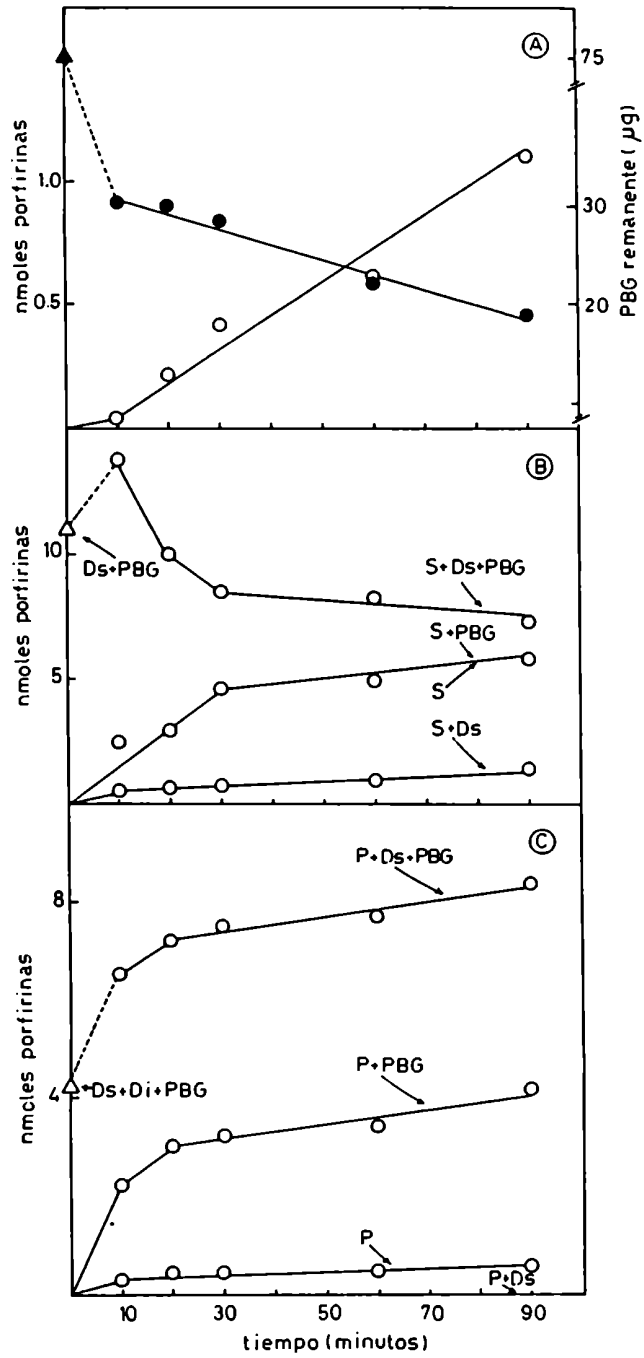 A
75
1.0
30
0.5
20
nmoles porfirinas
PBG remanente (µg)
B
10
Ds+PBG
S+Ds+PBG
5
S+PBG
S
S+Ds
nmoles porfirinas
C
P+Ds+PBG
8
P+PBG
4
Ds+Di+PBG
P
P+Ds
nmcles porfirinas
10 30 50 70 90
tiempo (minutos)